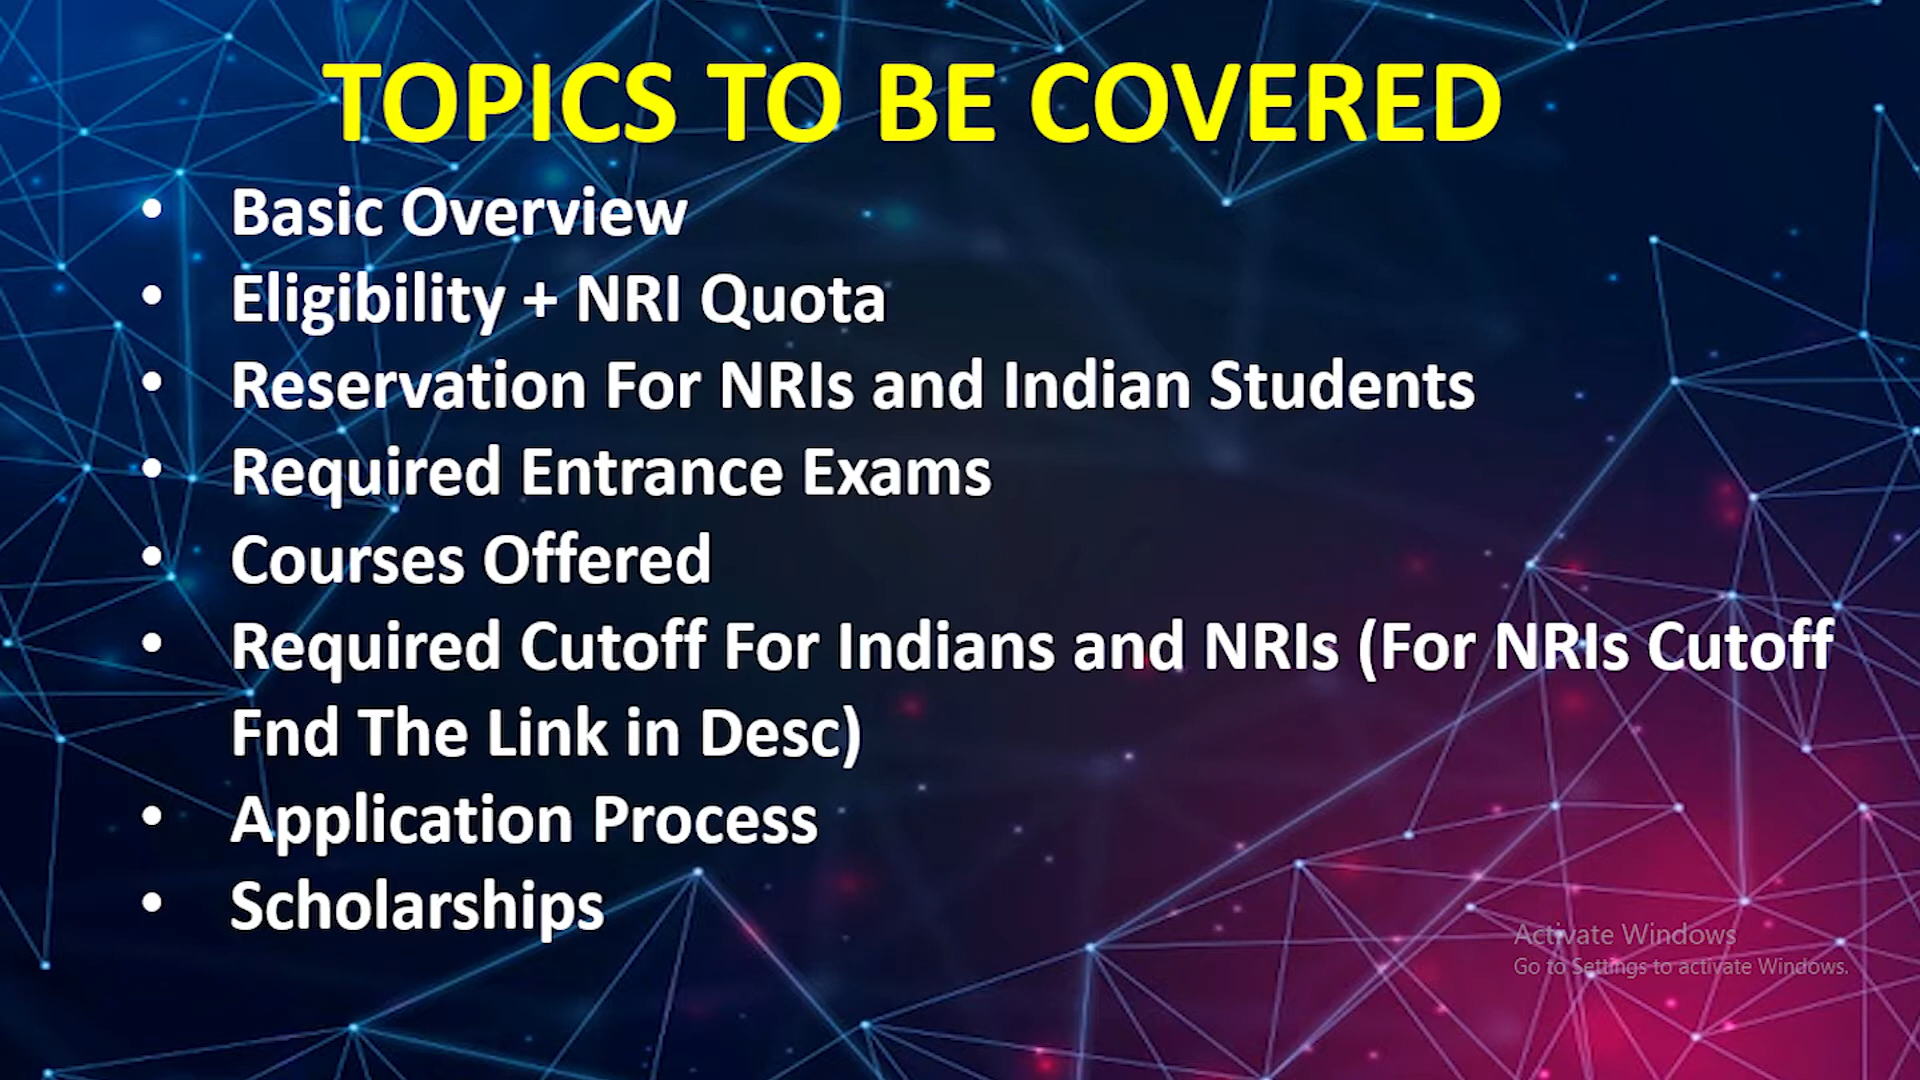 TOPICS TO BE COVERED
• Basic Overview
• Eligibility + NRI Quota
• Reservation For NRIs and Indian Students
• Required Entrance Exams
• Courses Offered
• Required Cutoff For Indians and NRIs (For NRIs Cutoff
Fnd The Link in Desc)
• Application Process
• Scholarships
Activate Windows
Go to Settings to activate Windows.